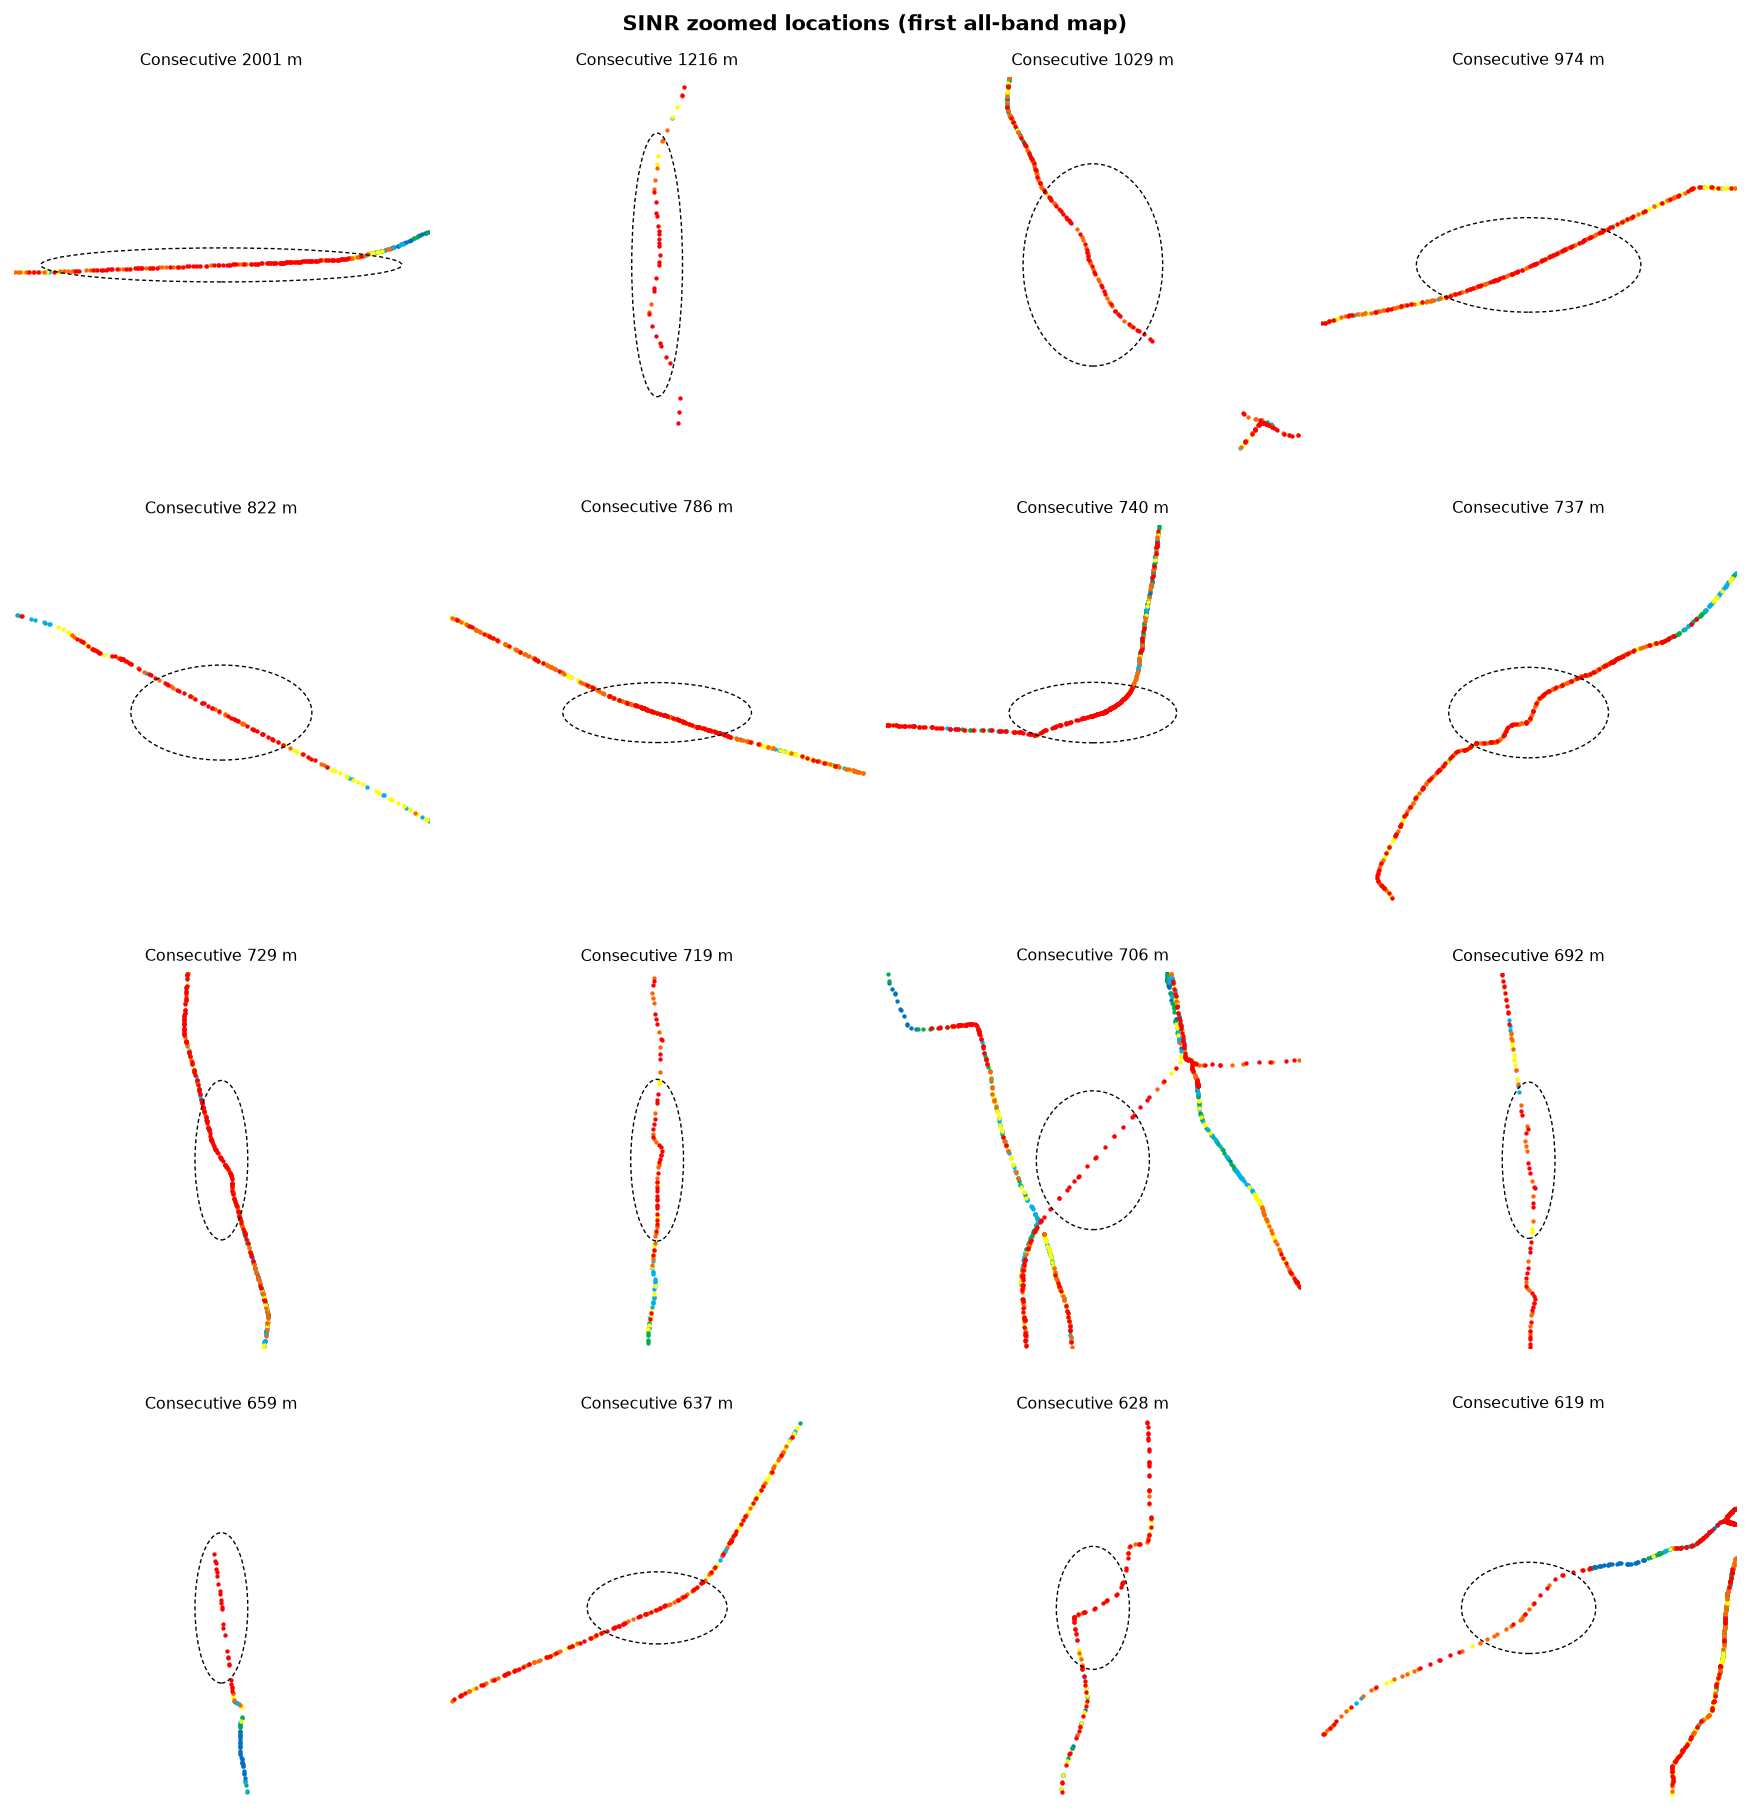 SINR zoomed locations (first all-band map)
Consecutive 2001 m
Consecutive 1216 m
Consecutive 1029 m
Consecutive 974 m
Consecutive 822 m
Consecutive 786 m
Consecutive 740 m
Consecutive 737 m
Consecutive 729 m
Consecutive 719 m
Consecutive 706 m
Consecutive 692 m
Consecutive 659 m
Consecutive 637 m
Consecutive 628 m
Consecutive 619 m